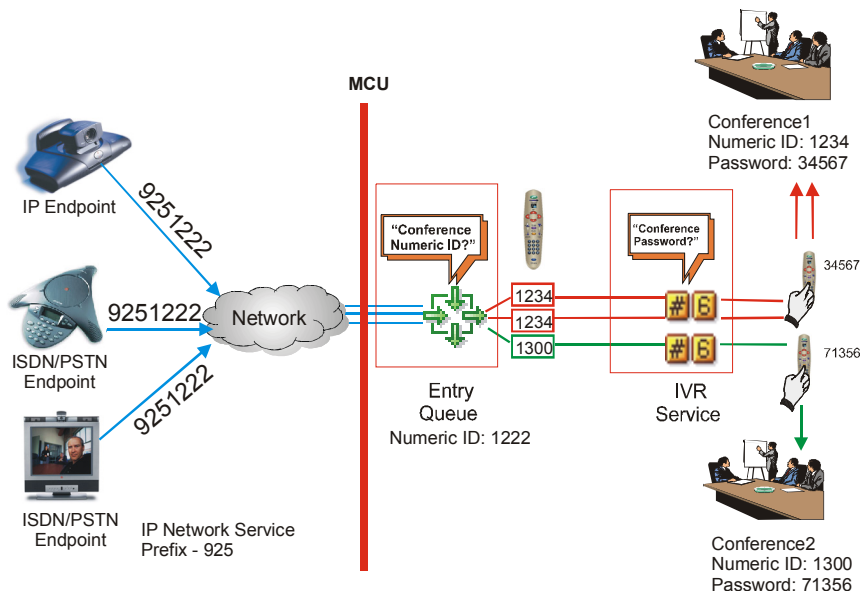 MCU
IP Endpoint
9251222
ISDN/PSTN
Endpoint
9251222
ISDN/PSTN
Endpoint
9251222
IP Network Service
Prefix - 925
Network
"Conference
Numeric ID?"
Entry
Queue
Numeric ID: 1222
1234
1234
1300
"Conference
Password?"
# 6
# 6
IVR
Service
34567
71356
Conference1
Numeric ID: 1234
Password: 34567
Conference2
Numeric ID: 1300
Password: 71356